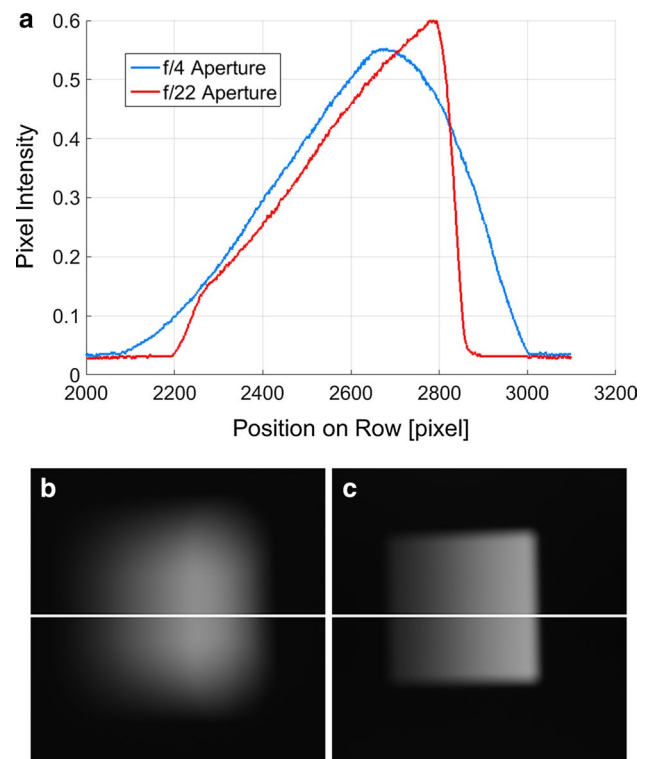 a
0.6
0.5
0.4
0.3
0.2
0.1
0
Pixel Intensity
f/4 Aperture
f/22 Aperture
2000 2200 2400 2600 2800 3000 3200
Position on Row [pixel]
b
c